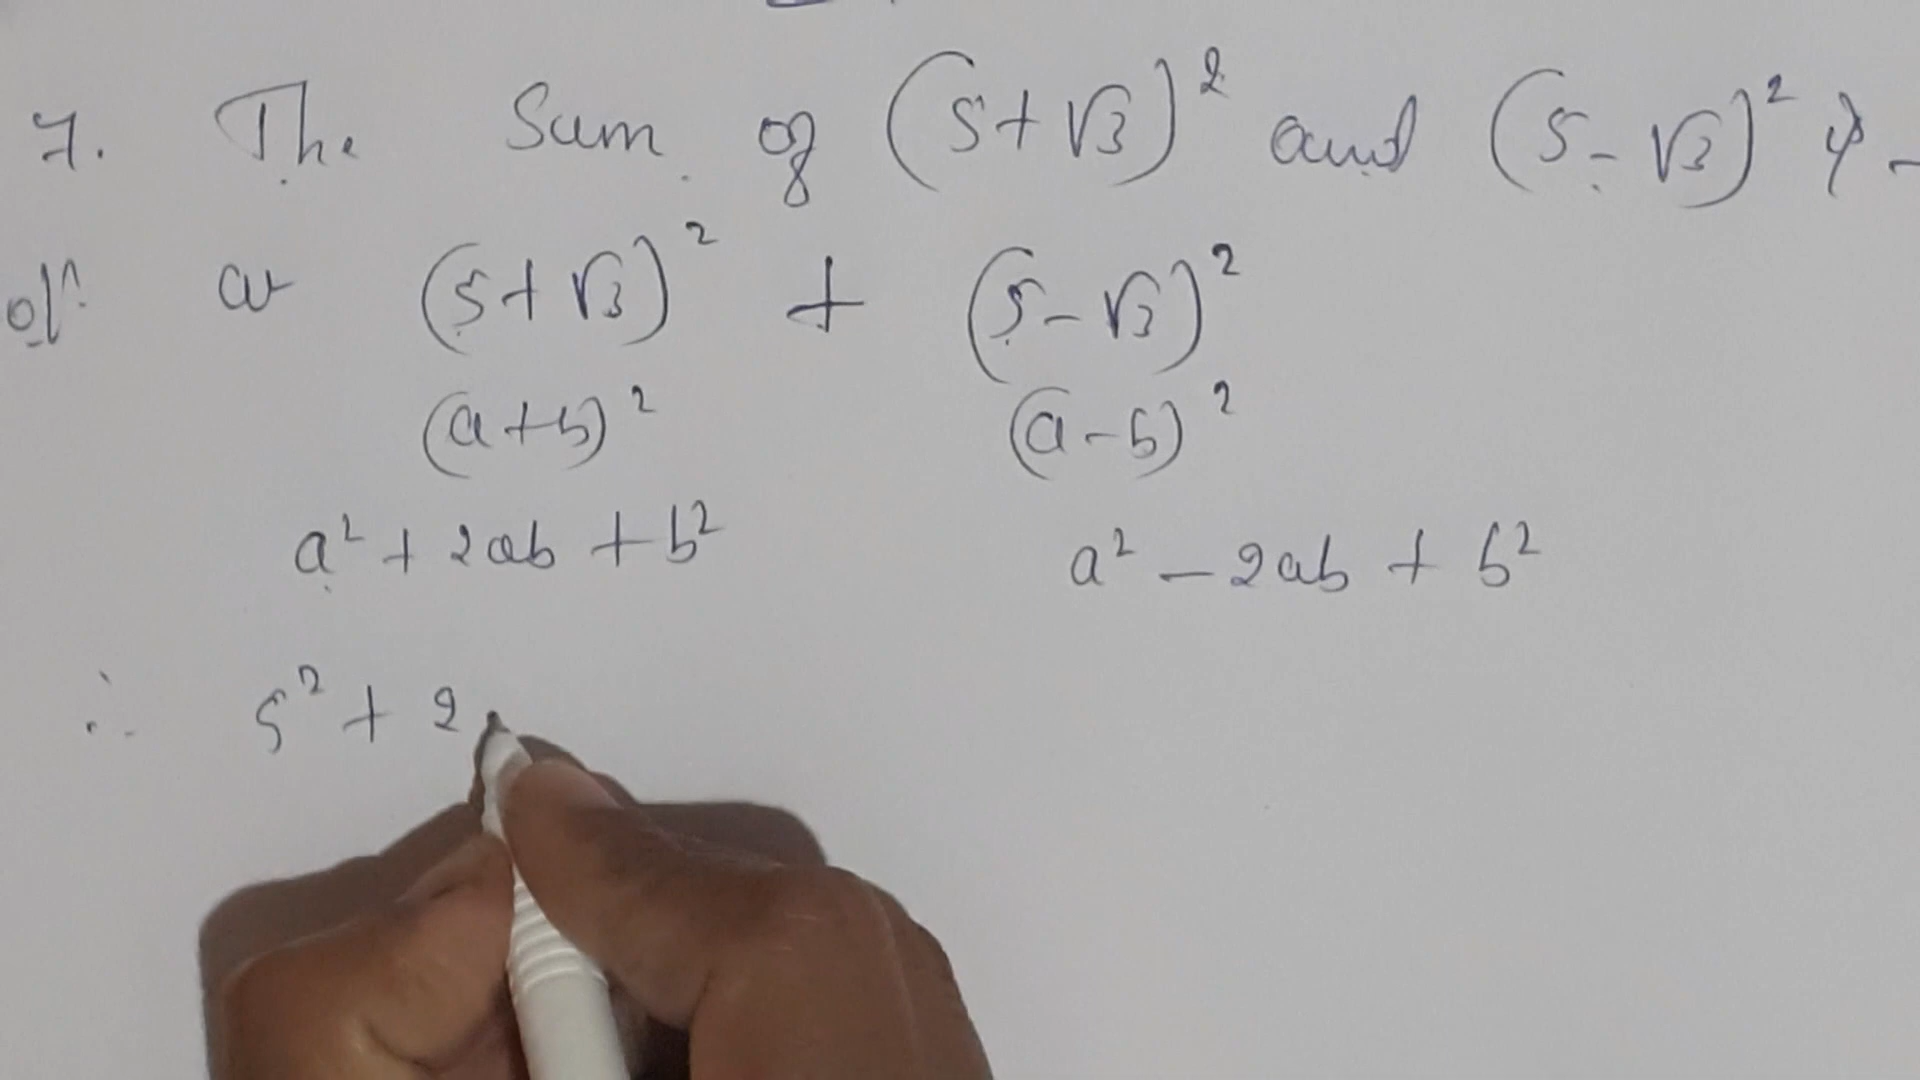 7. The Sum of (5+√3)² and (5-√3)² is -
(5+√3)² + (5-√3)²
(a+b)² (a-b)²
a² + 2ab + b² a² - 2ab + b²
∴ 5² + 2